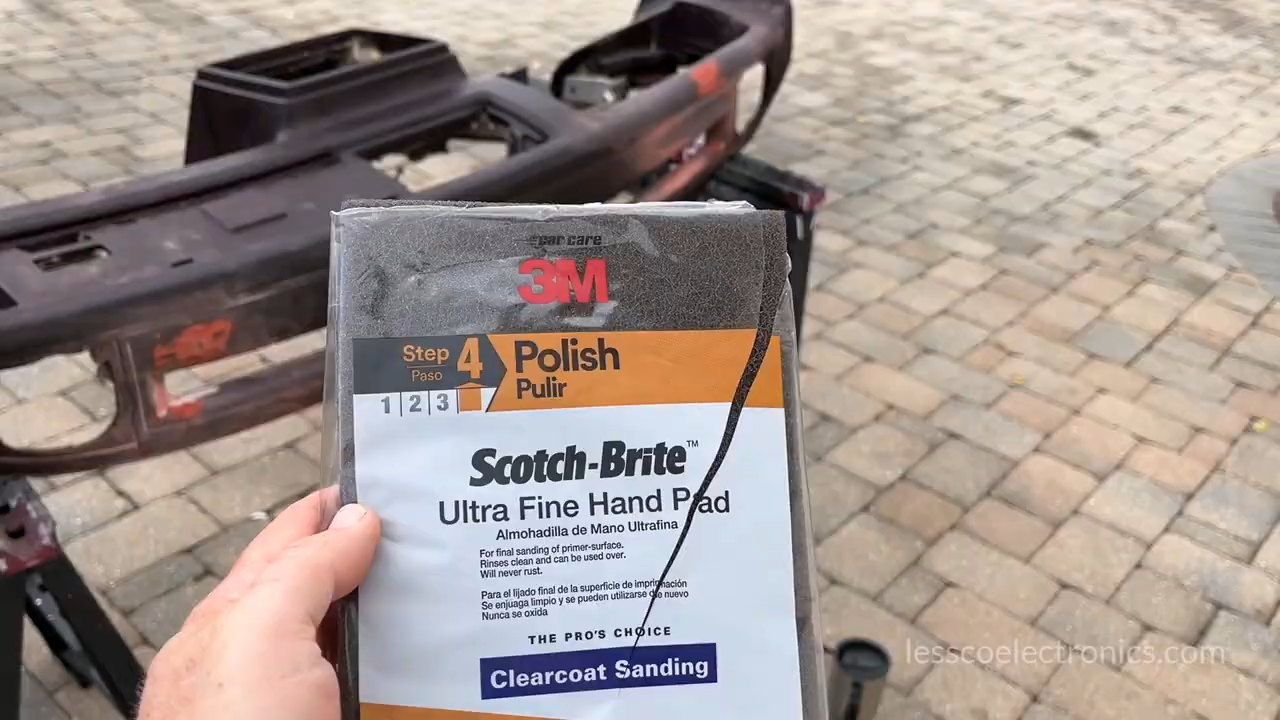 car care
3M
Step 4
Paso
1 2 3
Polish
Pulir
Scotch-Brite™
Ultra Fine Hand Pad
Almohadilla de Mano Ultrafina
For final sanding of primer-surface.
Rinses clean and can be used over.
Will never rust.
Para el lijado final de la superficie de imprimación
Se enjuaga limpio y se pueden utilizarse de nuevo
Nunca se oxida
THE PRO'S CHOICE
Clearcoat Sanding
lesscoelectronics.com